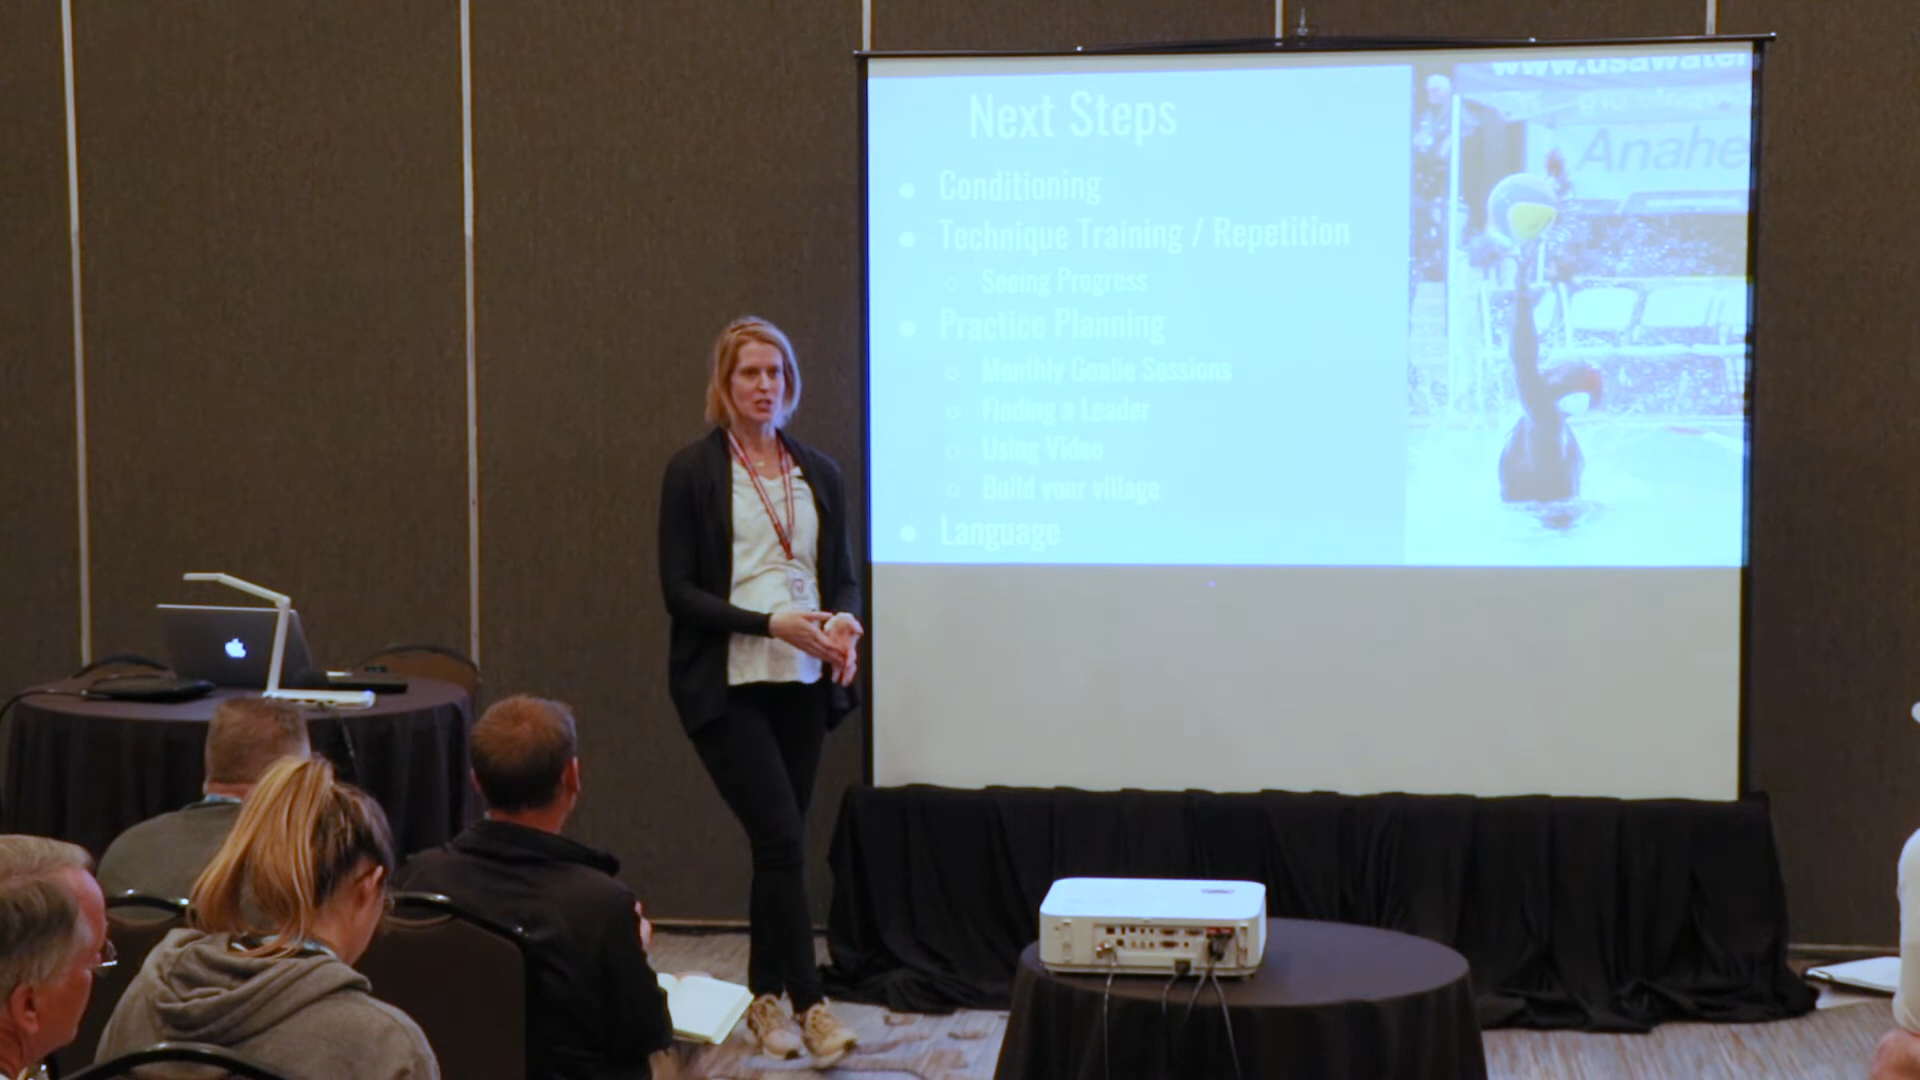 www.usawater
Anahe
Next Steps
Conditioning
Technique Training / Repetition
Seeing Progress
Practice Planning
Monthly Goalie Sessions
Finding a Leader
Using Video
Build your village
Language